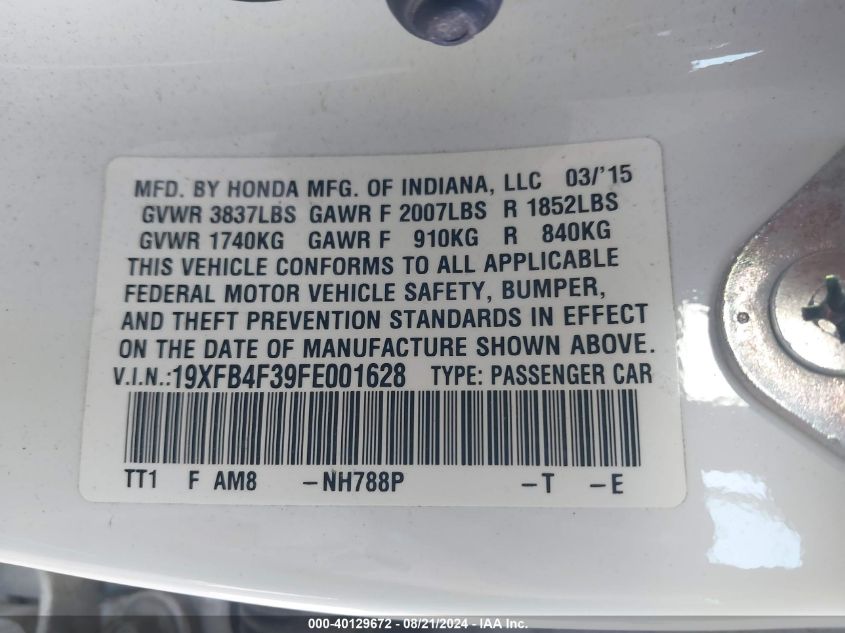 MFD. BY HONDA MFG. OF INDIANA, LLC 03/'15
GVWR 3837LBS GAWR F 2007LBS R 1852LBS
GVWR 1740KG GAWR F 910KG R 840KG
THIS VEHICLE CONFORMS TO ALL APPLICABLE
FEDERAL MOTOR VEHICLE SAFETY, BUMPER,
AND THEFT PREVENTION STANDARDS IN EFFECT
ON THE DATE OF MANUFACTURE SHOWN ABOVE.
V.I.N.:19XFB4F39FE001628 TYPE: PASSENGER CAR
TT1 F AM8 -NH788P -T -E
000-40129672 - 08/21/2024 - IAA Inc.